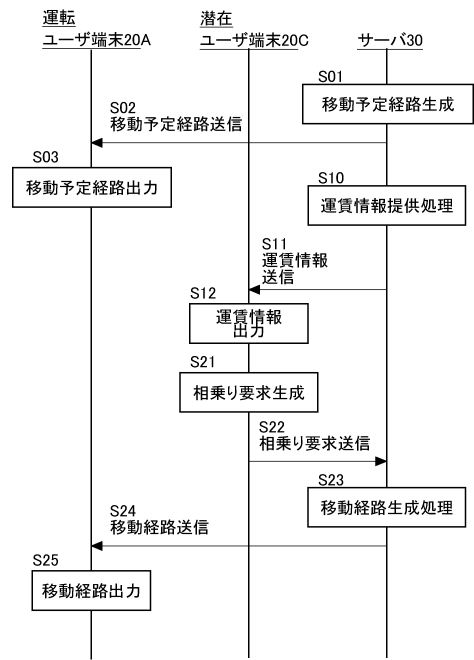 運転
ユーザ端末20A
潜在
ユーザ端末20C
サーバ30
S01
移動予定経路生成
S02
移動予定経路送信
S03
移動予定経路出力
S10
運賃情報提供処理
S11
運賃情報
送信
S12
運賃情報
出力
S21
相乗り要求生成
S22
相乗り要求送信
S23
移動経路生成処理
S24
移動経路送信
S25
移動経路出力